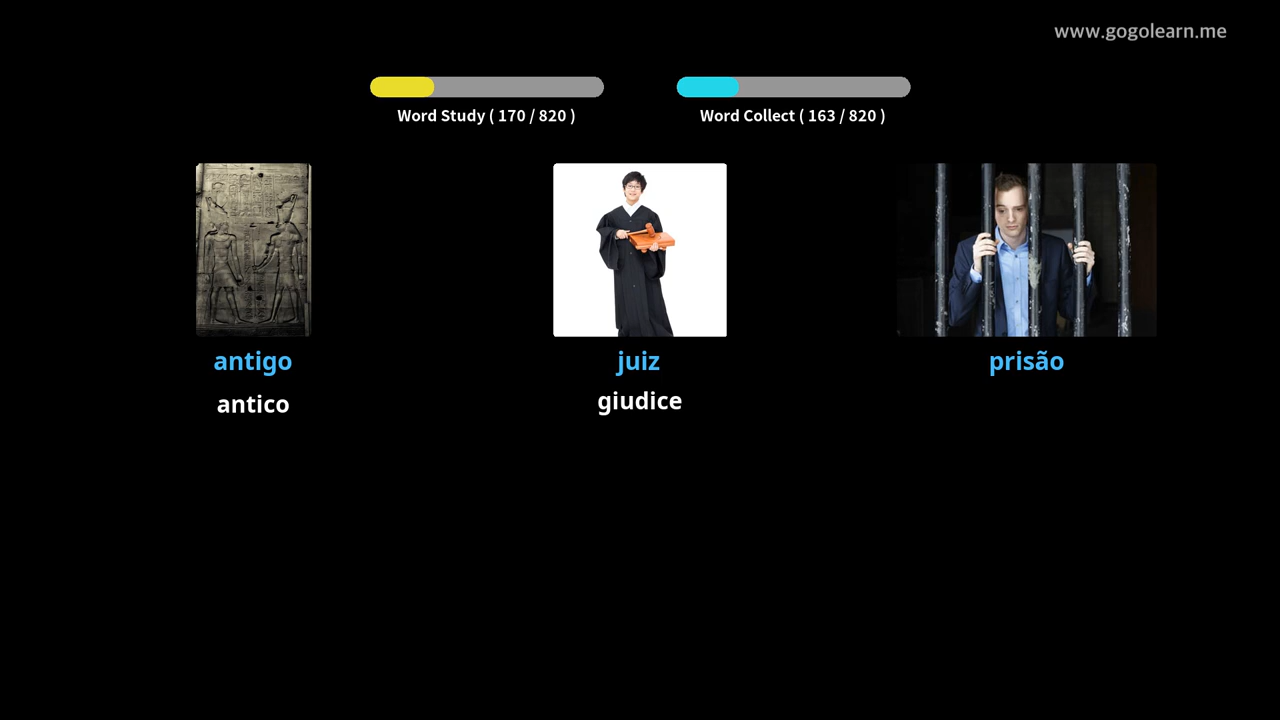 www.gogolearn.me
Word Study ( 170 / 820 )
Word Collect ( 163 / 820 )
antigo
antico
juiz
giudice
prisão